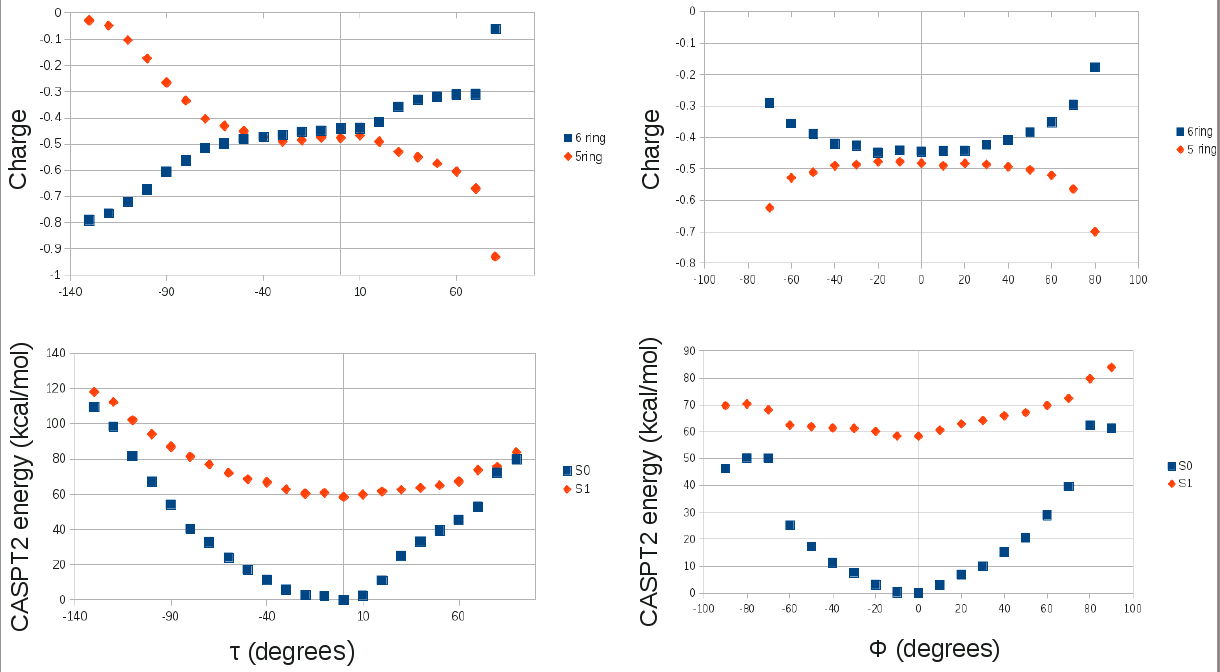 0
-0.1
-0.2
-0.3
-0.4
-0.5
-0.6
-0.7
-0.8
-0.9
-1
-140 -90 -40 10 60
Charge
6 ring
5ring
0
-0.1
-0.2
-0.3
-0.4
-0.5
-0.6
-0.7
-0.8
-100 -80 -60 -40 -20 0 20 40 60 80 100
Charge
6ring
5 ring
140
120
100
80
60
40
20
0
-140 -90 -40 10 60
CASPT2 energy (kcal/mol)
τ (degrees)
S0
S1
90
80
70
60
50
40
30
20
10
0
-100 -80 -60 -40 -20 0 20 40 60 80 100
CASPT2 energy (kcal/mol)
Φ (degrees)
S0
S1